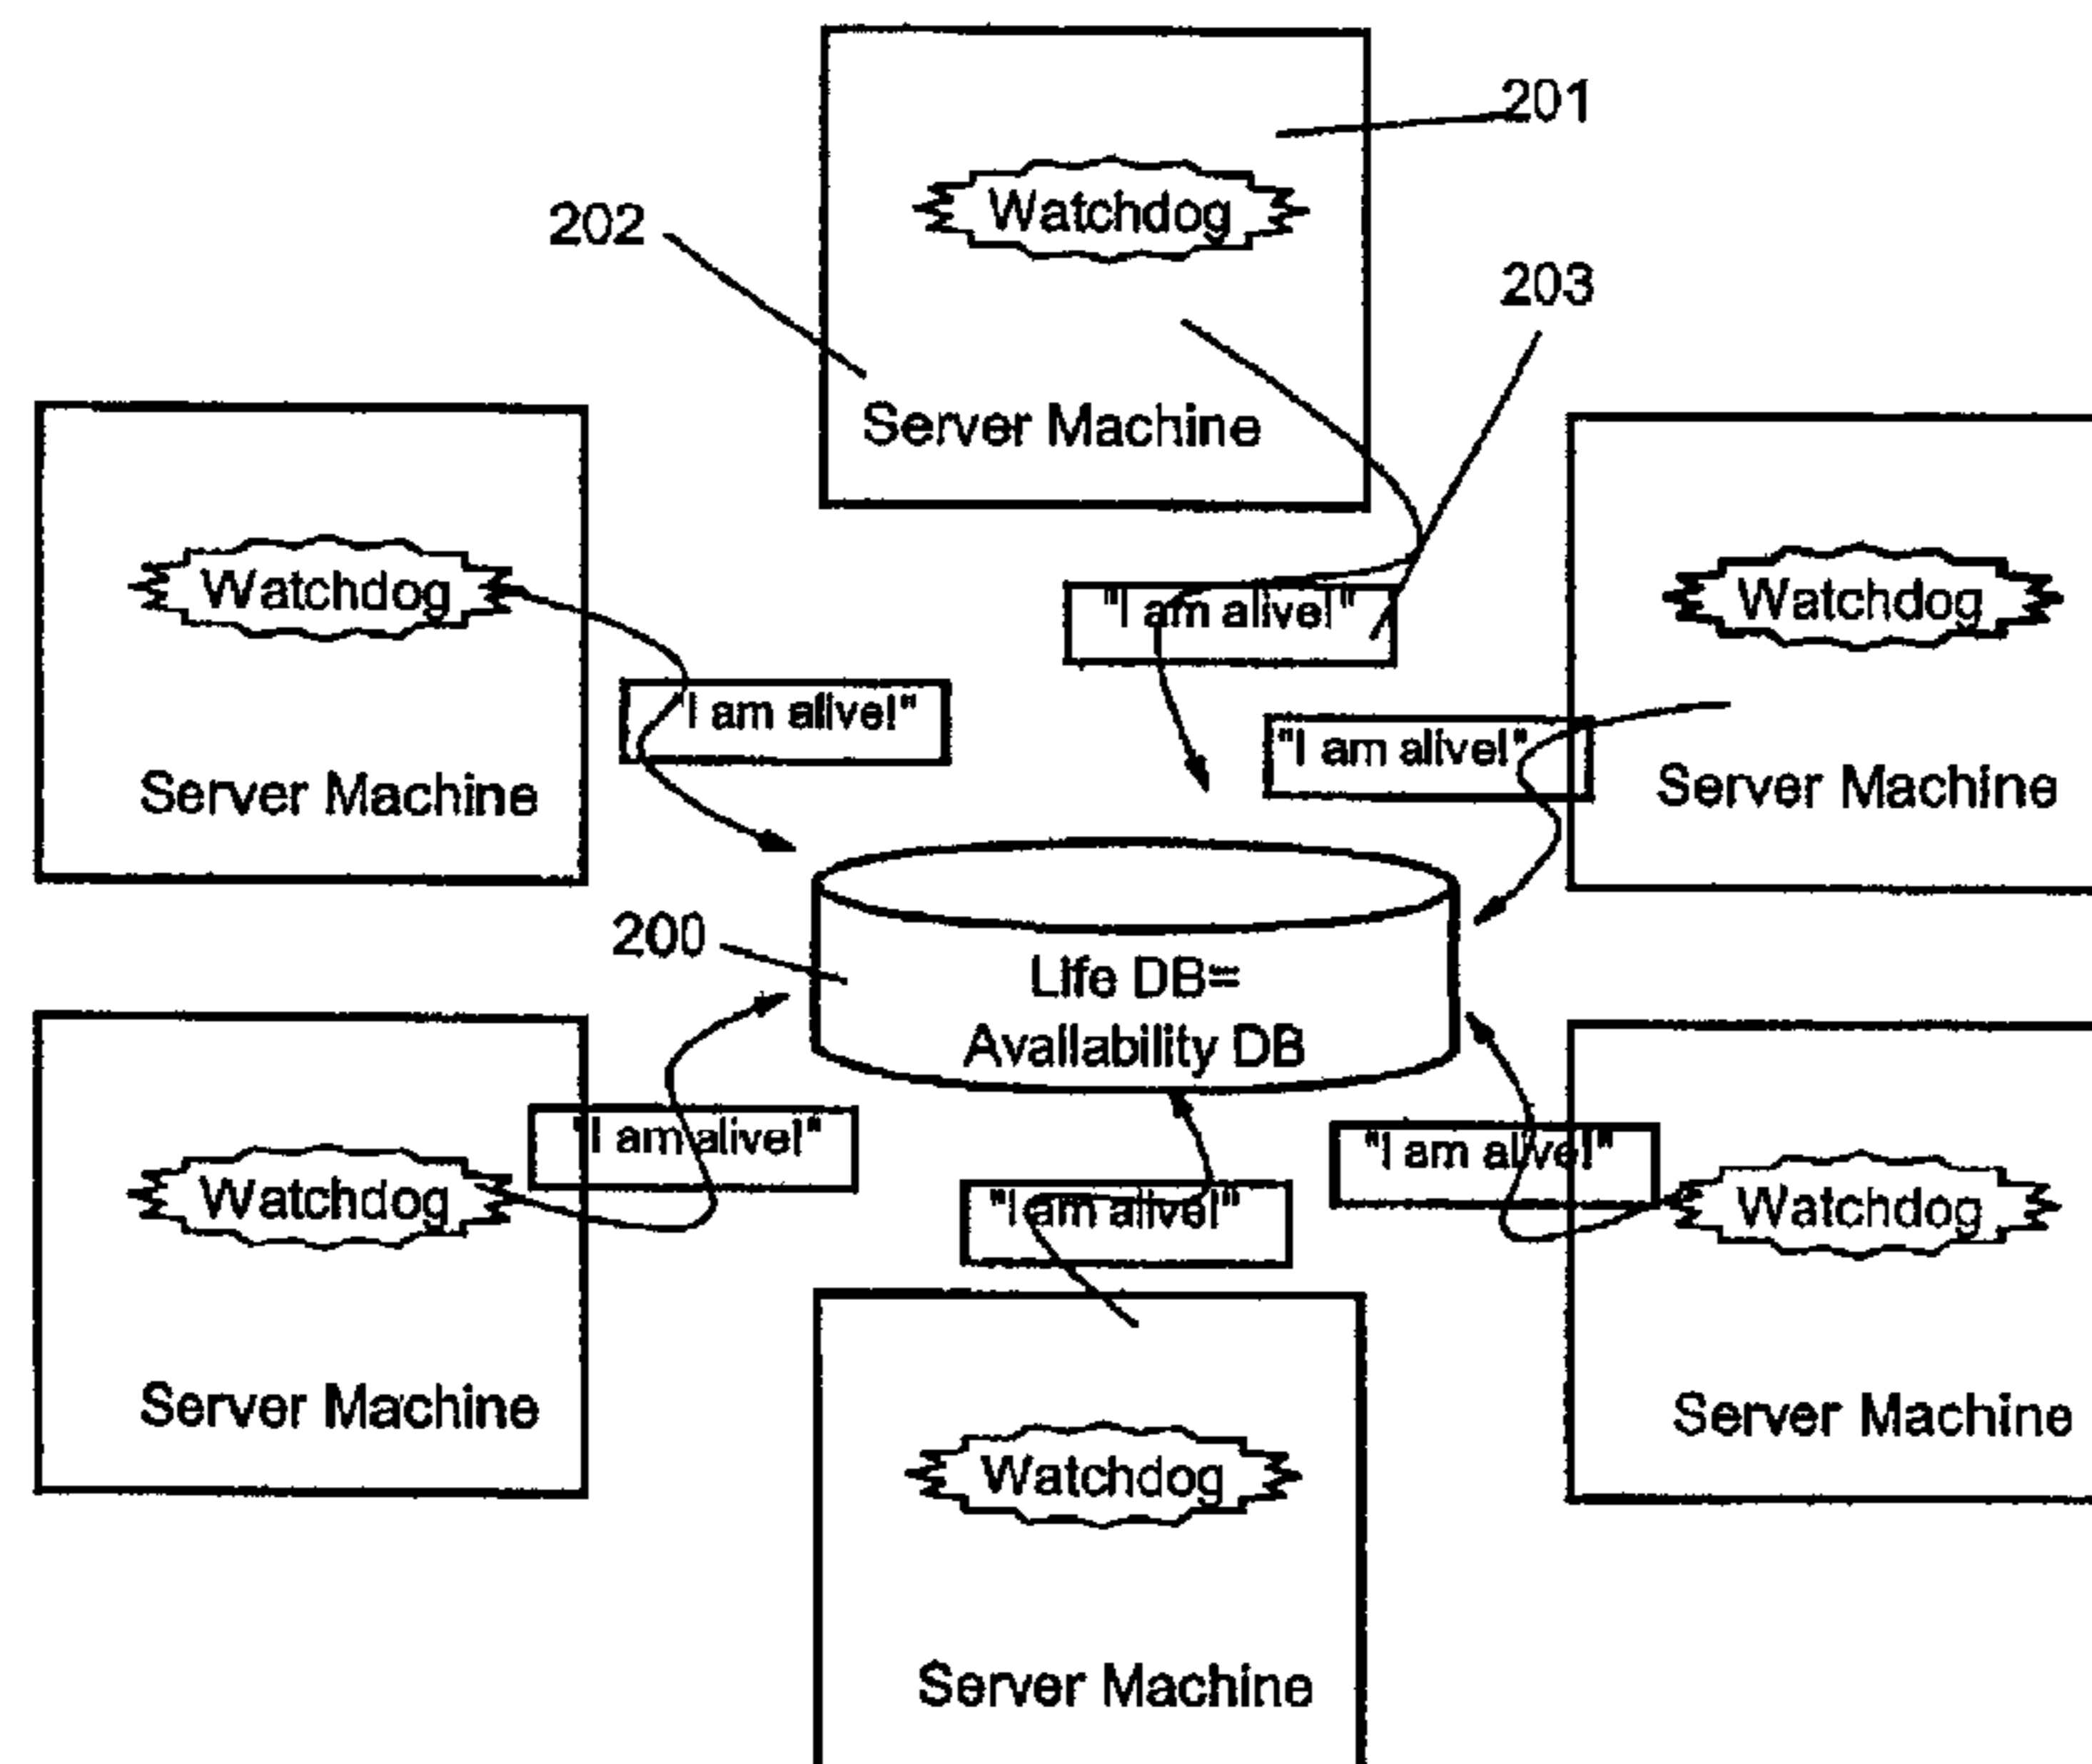 201
Watchdog
202
203
Server Machine
"I am alive!"
Watchdog
Watchdog
"I am alive!"
"I am alive!"
Server Machine
Server Machine
200
Life DB=
Availability DB
"I am alive!"
"I am alive!"
Watchdog
"I am alive!"
Watchdog
Server Machine
Server Machine
Watchdog
Server Machine